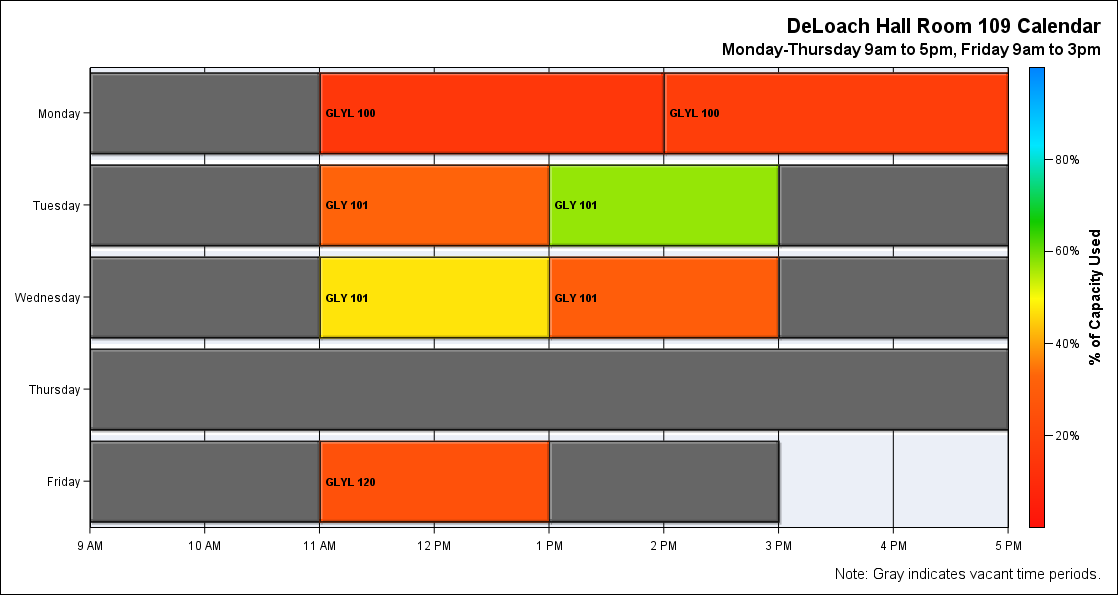 DeLoach Hall Room 109 Calendar
Monday-Thursday 9am to 5pm, Friday 9am to 3pm
Monday
GLYL 100
GLYL 100
Tuesday
GLY 101
GLY 101
Wednesday
GLY 101
GLY 101
Thursday
Friday
GLYL 120
9 AM
10 AM
11 AM
12 PM
1 PM
2 PM
3 PM
4 PM
5 PM
80%
60%
40%
20%
% of Capacity Used
Note: Gray indicates vacant time periods.